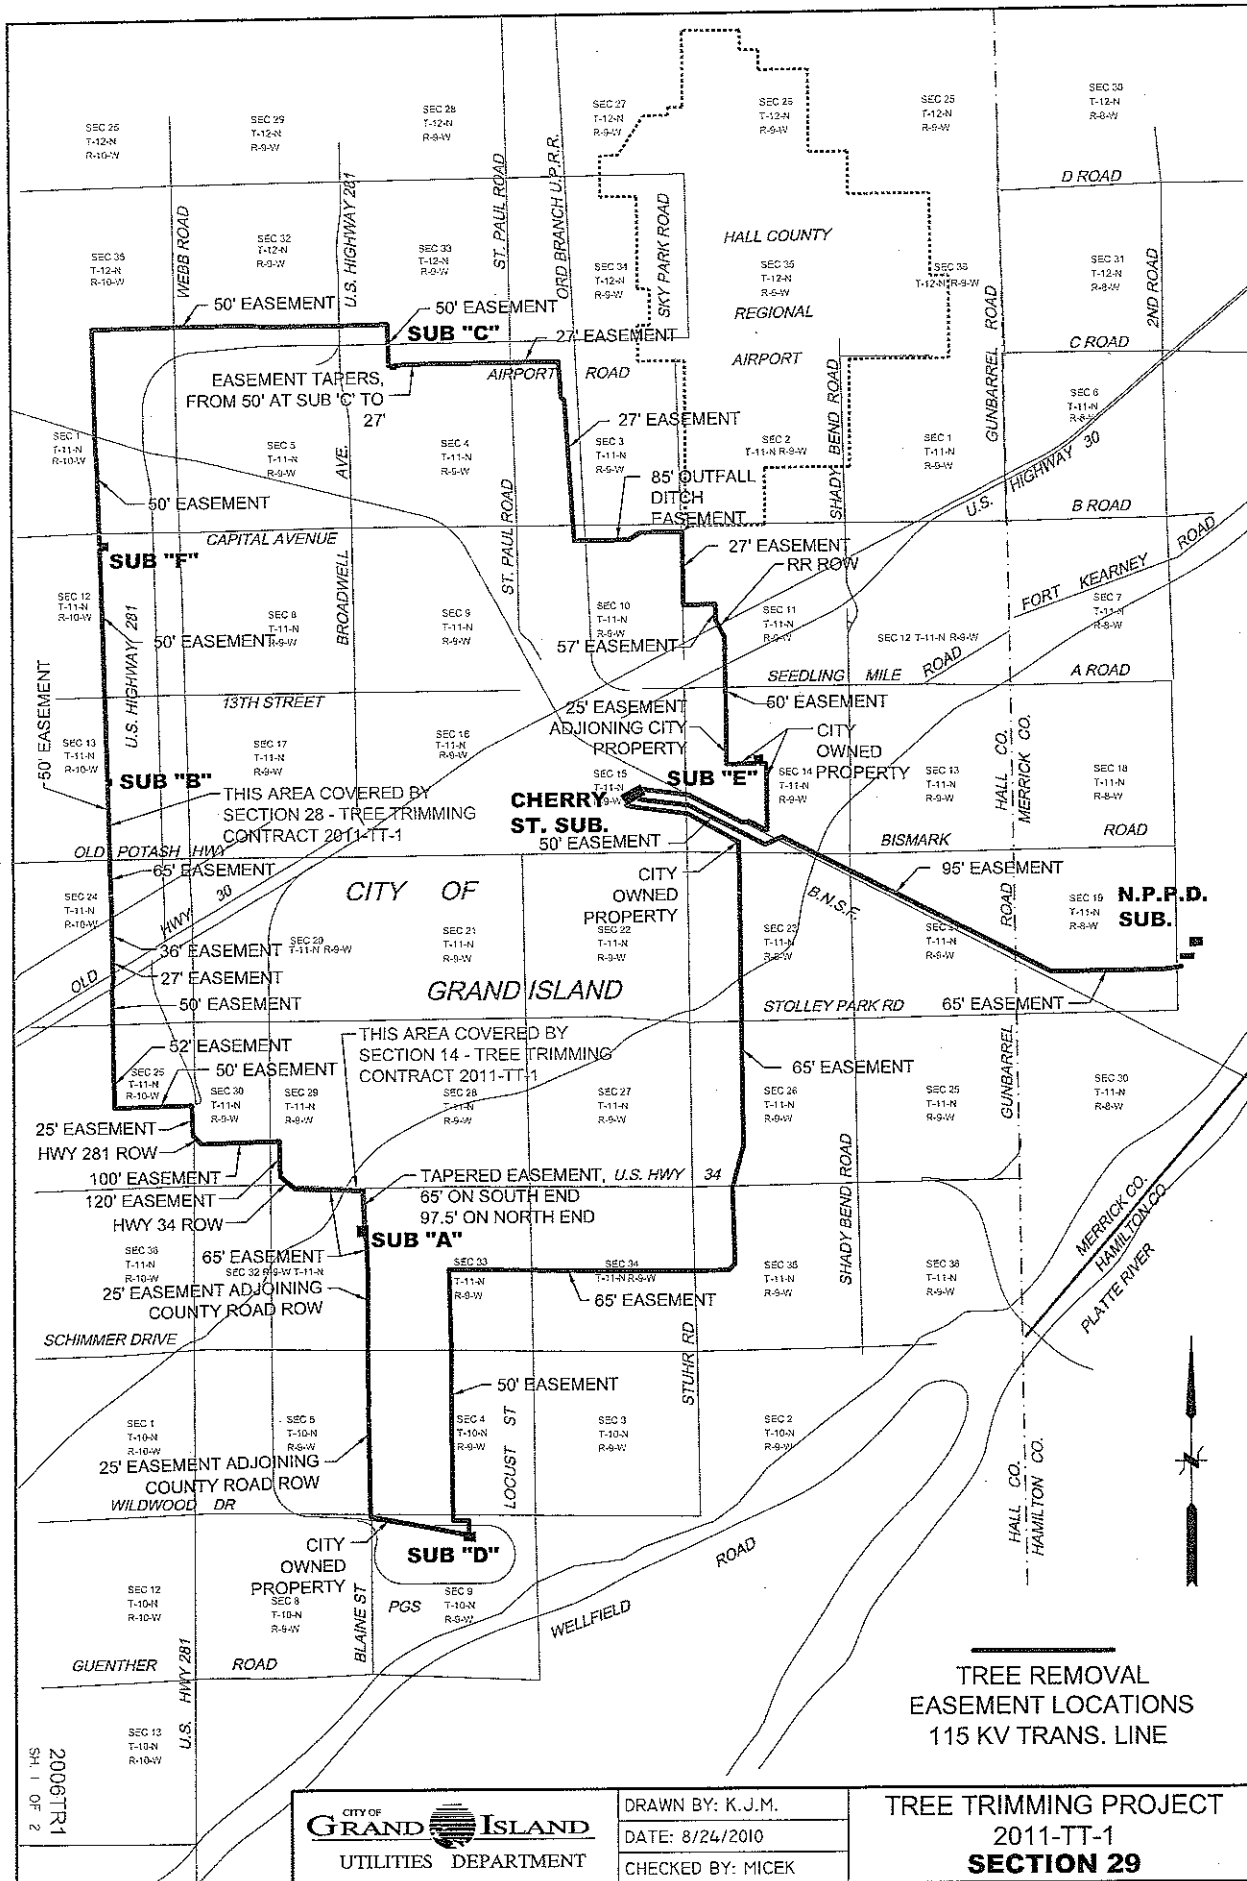 SEC 26
T-12-N
R-10-W
SEC 29
T-12-N
R-9-W
SEC 28
T-12-N
R-9-W
SEC 27
T-12-N
R-9-W
SEC 26
T-12-N
R-9-W
SEC 25
T-12-N
R-9-W
SEC 30
T-12-N
R-8-W
D ROAD
WEBB ROAD
U.S. HIGHWAY 281
ST. PAUL ROAD
ORD BRANCH U.P.R.R.
SKY PARK ROAD
SEC 35
T-12-N
R-10-W
SEC 32
T-12-N
R-9-W
SEC 33
T-12-N
R-9-W
SEC 34
T-12-N
R-9-W
HALL COUNTY
SEC 35
T-12-N
R-9-W
REGIONAL
AIRPORT
SEC 36
T-12-N R-9-W
SEC 31
T-12-N
R-8-W
GUNBARREL ROAD
2ND ROAD
C ROAD
50' EASEMENT
50' EASEMENT
SUB "C"
27' EASEMENT
AIRPORT ROAD
EASEMENT TAPERS,
FROM 50' AT SUB 'C' TO
27'
27' EASEMENT
SEC 1
T-11-N
R-10-W
SEC 5
T-11-N
R-9-W
SEC 4
T-11-N
R-9-W
SEC 3
T-11-N
R-9-W
SEC 2
T-11-N R-9-W
SEC 1
T-11-N
R-9-W
SEC 6
T-11-N
R-8-W
SHADY BEND ROAD
U.S. HIGHWAY 30
BROADWELL AVE.
ST. PAUL ROAD
50' EASEMENT
85' OUTFALL
DITCH
EASEMENT
B ROAD
CAPITAL AVENUE
SUB "F"
27' EASEMENT
RR ROW
FORT KEARNEY ROAD
SEC 12
T-11-N
R-10-W
SEC 8
T-11-N
R-9-W
SEC 9
T-11-N
R-9-W
SEC 10
T-11-N
R-9-W
SEC 11
T-11-N
R-9-W
SEC 12 T-11-N R-9-W
SEC 7
T-11-N
R-8-W
50' EASEMENT
57' EASEMENT
U.S. HIGHWAY 281
SEEDLING MILE ROAD
A ROAD
50' EASEMENT
13TH STREET
25' EASEMENT
ADJOINING CITY
PROPERTY
50' EASEMENT
CITY
OWNED
PROPERTY
SEC 13
T-11-N
R-10-W
SEC 17
T-11-N
R-9-W
SEC 16
T-11-N
R-9-W
SEC 15
T-11-N
R-9-W
SEC 14
T-11-N
R-9-W
SEC 13
T-11-N
R-9-W
SEC 18
T-11-N
R-8-W
HALL CO.
MERRICK CO.
SUB "B"
SUB "E"
THIS AREA COVERED BY
SECTION 28 - TREE TRIMMING
CONTRACT 2011-TT-1
CHERRY
ST. SUB.
50' EASEMENT
BISMARK ROAD
OLD POTASH HWY
65' EASEMENT
CITY
OWNED
PROPERTY
95' EASEMENT
B.N.S.F.
N.P.P.D.
SUB.
SEC 24
T-11-N
R-10-W
OLD HWY 30
CITY OF
GRAND ISLAND
36' EASEMENT
SEC 20
T-11-N R-9-W
SEC 21
T-11-N
R-9-W
SEC 22
T-11-N
R-9-W
SEC 23
T-11-N
R-9-W
T-11-N
R-9-W
SEC 19
T-11-N
R-8-W
GUNBARREL ROAD
27' EASEMENT
50' EASEMENT
STOLLEY PARK RD
65' EASEMENT
52' EASEMENT
THIS AREA COVERED BY
SECTION 14 - TREE TRIMMING
CONTRACT 2011-TT-1
50' EASEMENT
65' EASEMENT
SEC 25
T-11-N
R-10-W
SEC 30
T-11-N
R-9-W
SEC 29
T-11-N
R-9-W
SEC 28
T-11-N
R-9-W
SEC 27
T-11-N
R-9-W
SEC 26
T-11-N
R-9-W
SEC 25
T-11-N
R-9-W
SEC 30
T-11-N
R-8-W
25' EASEMENT
HWY 281 ROW
100' EASEMENT
120' EASEMENT
HWY 34 ROW
TAPERED EASEMENT,
65' ON SOUTH END
97.5' ON NORTH END
U.S. HWY 34
SUB "A"
65' EASEMENT
SHADY BEND ROAD
MERRICK CO.
HAMILTON CO.
PLATTE RIVER
SEC 36
T-11-N
R-10-W
SEC 32 R-9-W T-11-N
SEC 33
T-11-N
R-9-W
SEC 34
T-11-N R-9-W
SEC 35
T-11-N
R-9-W
SEC 36
T-11-N
R-9-W
25' EASEMENT ADJOINING
COUNTY ROAD ROW
65' EASEMENT
SCHIMMER DRIVE
STUHR RD
50' EASEMENT
LOCUST ST
SEC 1
T-10-N
R-10-W
SEC 5
T-10-N
R-9-W
SEC 4
T-10-N
R-9-W
SEC 3
T-10-N
R-9-W
SEC 2
T-10-N
R-9-W
25' EASEMENT ADJOINING
COUNTY ROAD ROW
WILDWOOD DR
HALL CO.
HAMILTON CO.
CITY
OWNED
PROPERTY
SUB "D"
WELLFIELD ROAD
SEC 12
T-10-N
R-10-W
SEC 8
T-10-N
R-9-W
SEC 9
T-10-N
R-9-W
PGS
BLAINE ST
GUENTHER ROAD
U.S. HWY 281
SEC 13
T-10-N
R-10-W
TREE REMOVAL
EASEMENT LOCATIONS
115 KV TRANS. LINE
2006TR1
SH. 1 OF 2
CITY OF
GRAND ISLAND
UTILITIES DEPARTMENT
DRAWN BY: K.J.M.
DATE: 8/24/2010
CHECKED BY: MICEK
TREE TRIMMING PROJECT
2011-TT-1
SECTION 29